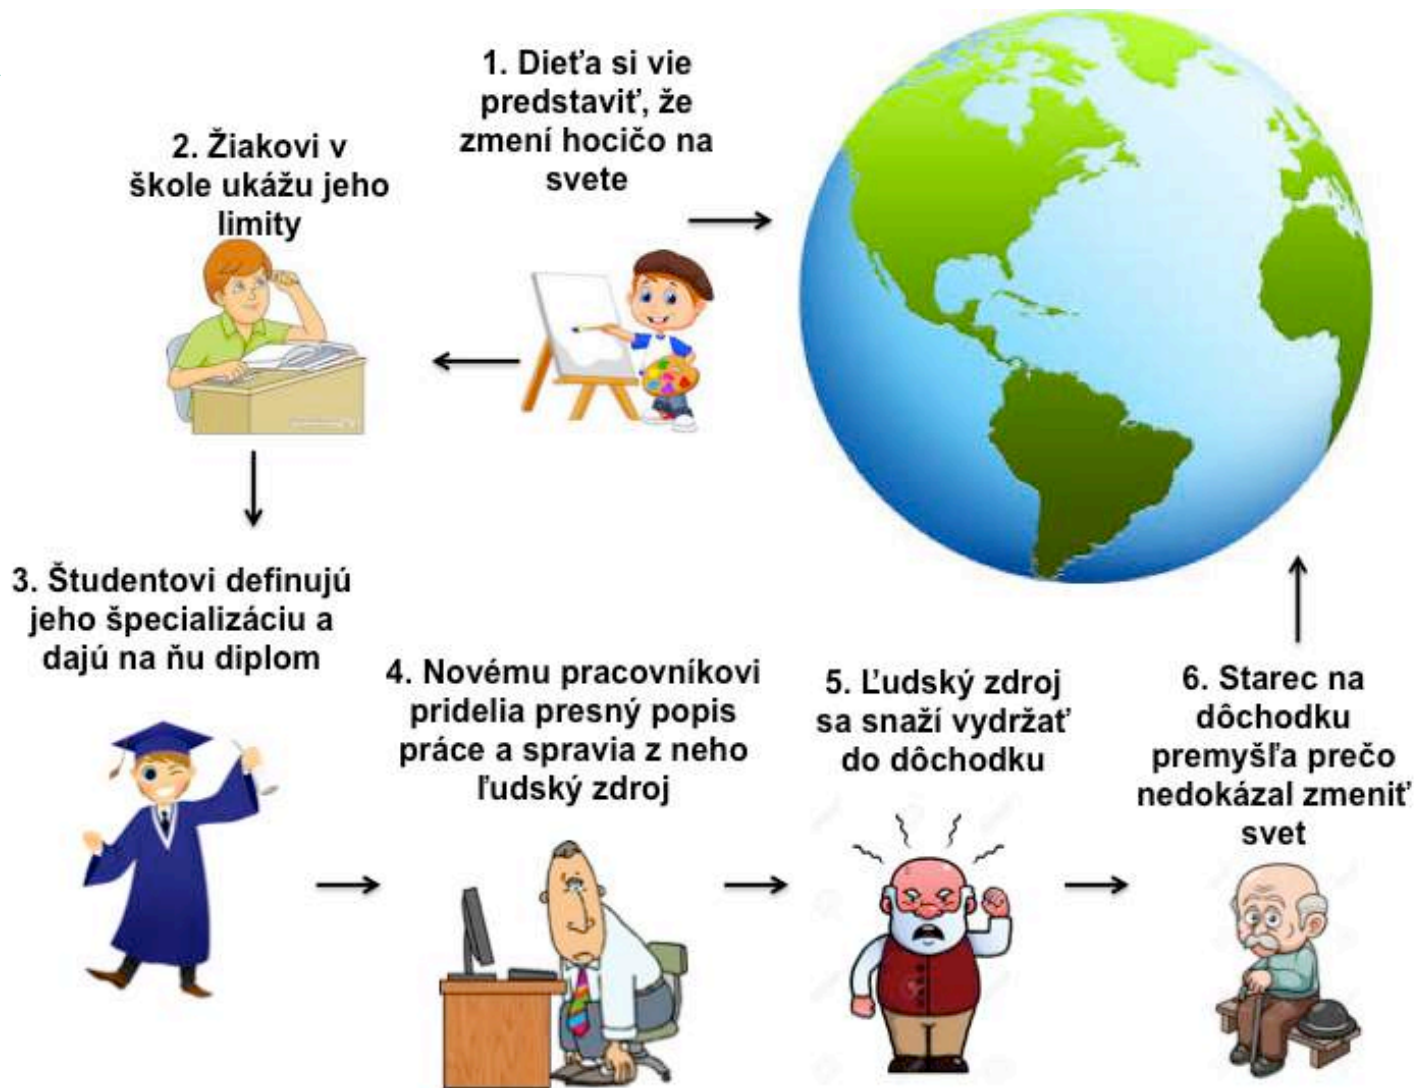 1. Dieťa si vie
predstaviť, že
zmení hocičo na
svete
2. Žiakovi v
škole ukážu jeho
limity
3. Študentovi definujú
jeho špecializáciu a
dajú na ňu diplom
4. Novému pracovníkovi
pridelia presný popis
práce a spravia z neho
ľudský zdroj
5. Ľudský zdroj
sa snaží vydržať
do dôchodku
6. Starec na
dôchodku
premyšľa prečo
nedokázal zmeniť
svet